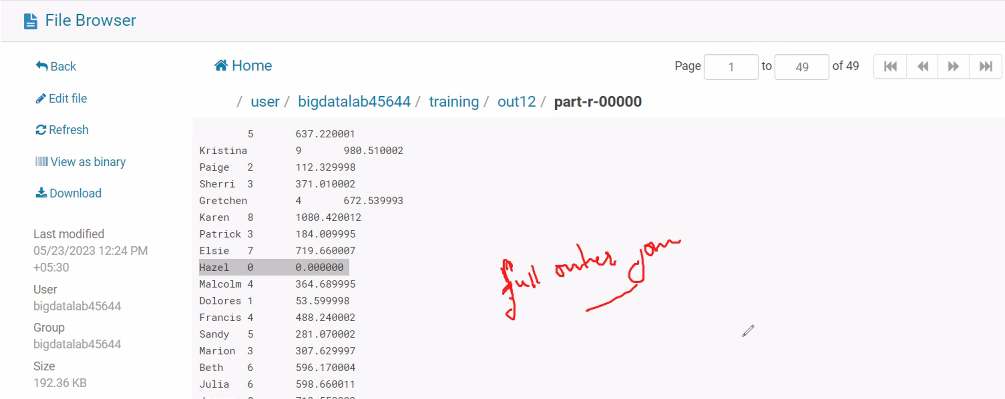 File Browser
Back
Edit file
Refresh
View as binary
Download
Last modified
05/23/2023 12:24 PM
+05:30
User
bigdatalab45644
Group
bigdatalab45644
Size
192.36 KB
Home
Page 1 to 49 of 49
/ user / bigdatalab45644 / training / out12 / part-r-00000
5 637.220001
Kristina 9 980.510002
Paige 2 112.329998
Sherri 3 371.010002
Gretchen 4 672.539993
Karen 8 1080.420012
Patrick 3 184.009995
Elsie 7 719.660007
Hazel 0 0.000000
Malcolm 4 364.689995
Dolores 1 53.599998
Francis 4 488.240002
Sandy 5 281.070002
Marion 3 307.629997
Beth 6 596.170004
Julia 6 598.660011
full outer join